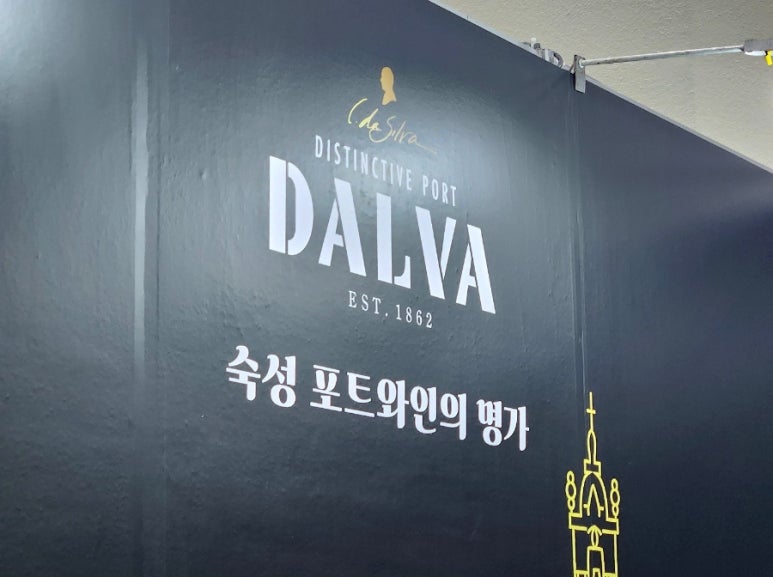 C. da Silva
DISTINCTIVE PORT
DALVA
EST. 1862
숙성 포트와인의 명가